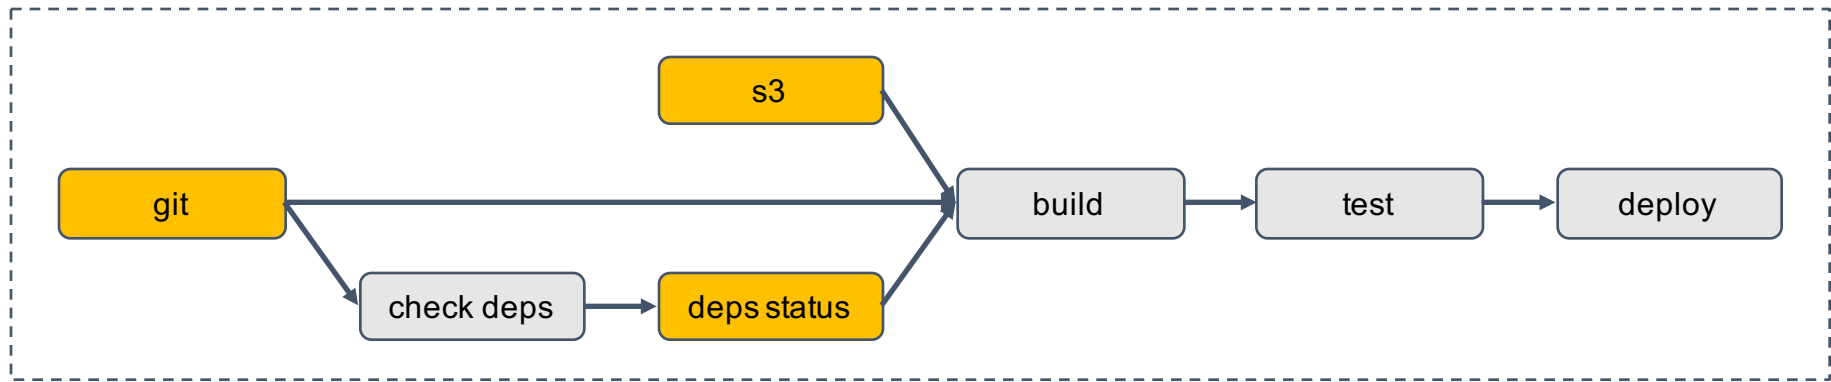 s3
git
build
test
deploy
check deps
deps status